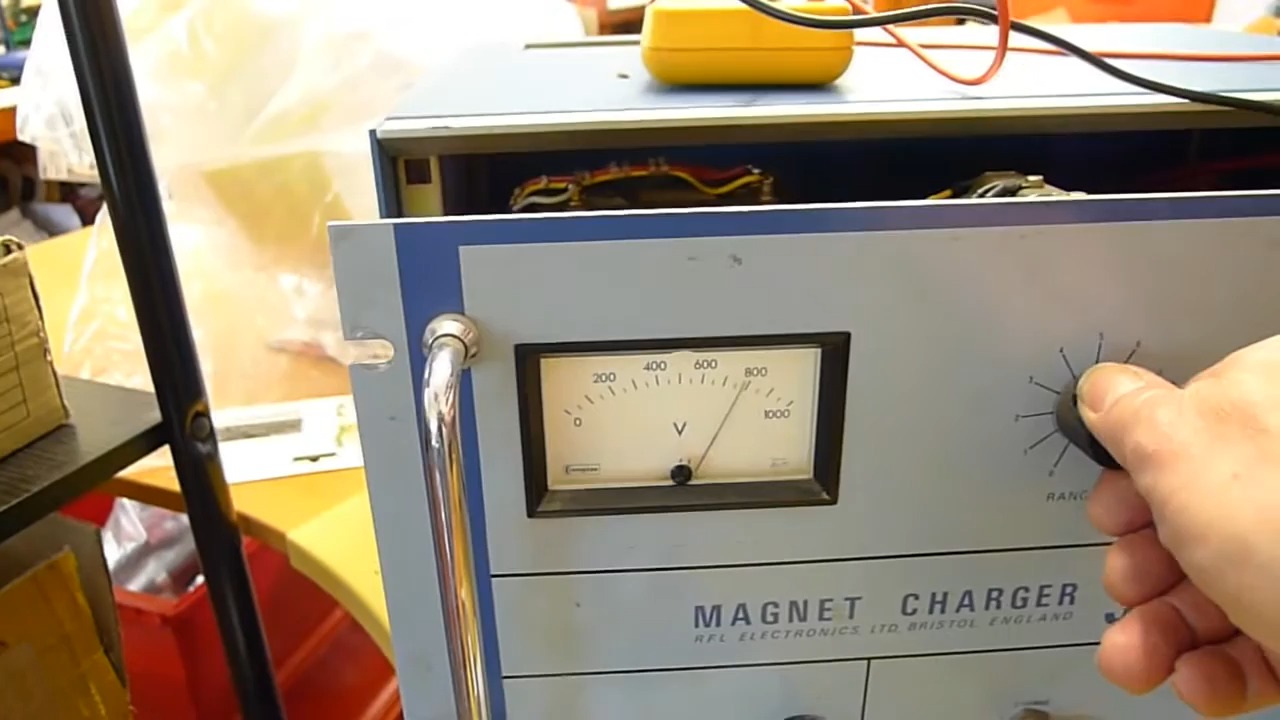 0 200 400 600 800 1000
V
MAGNET CHARGER
RFL ELECTRONICS LTD BRISTOL ENGLAND